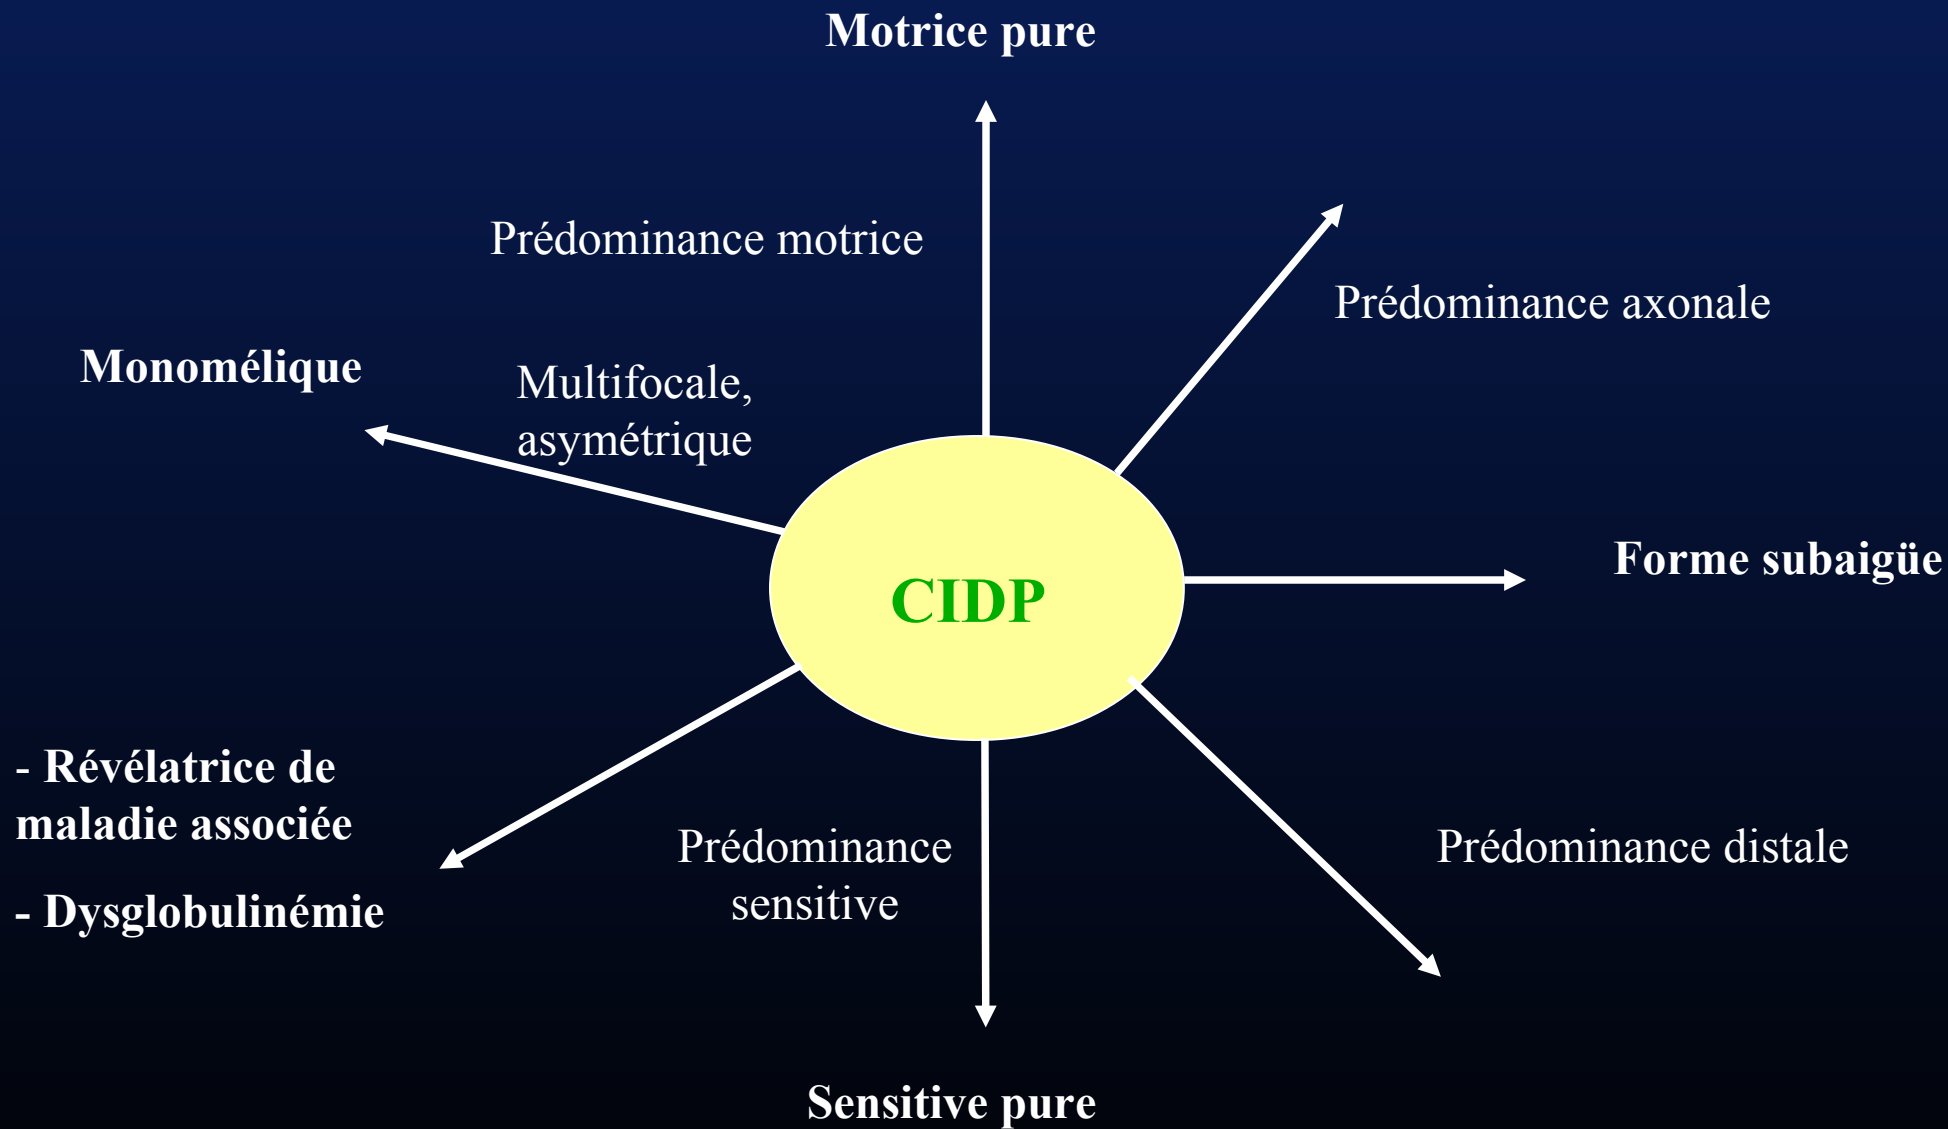 Motrice pure
Prédominance motrice
Prédominance axonale
Monomélique
Multifocale,
asymétrique
Forme subaigüe
CIDP
- Révélatrice de
maladie associée
- Dysglobulinémie
Prédominance
sensitive
Prédominance distale
Sensitive pure